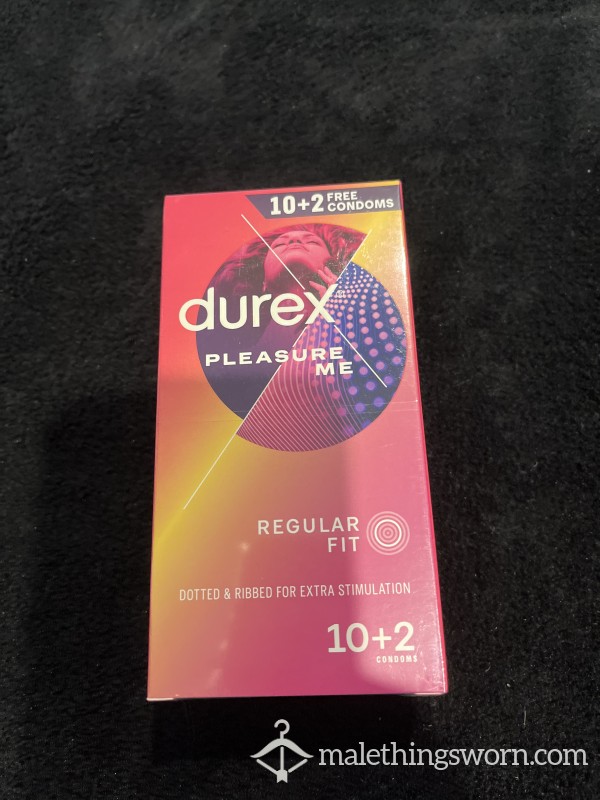 10+2 FREE CONDOMS
durex
PLEASURE
ME
REGULAR
FIT
DOTTED & RIBBED FOR EXTRA STIMULATION
10+2
CONDOMS
malethingsworn.com